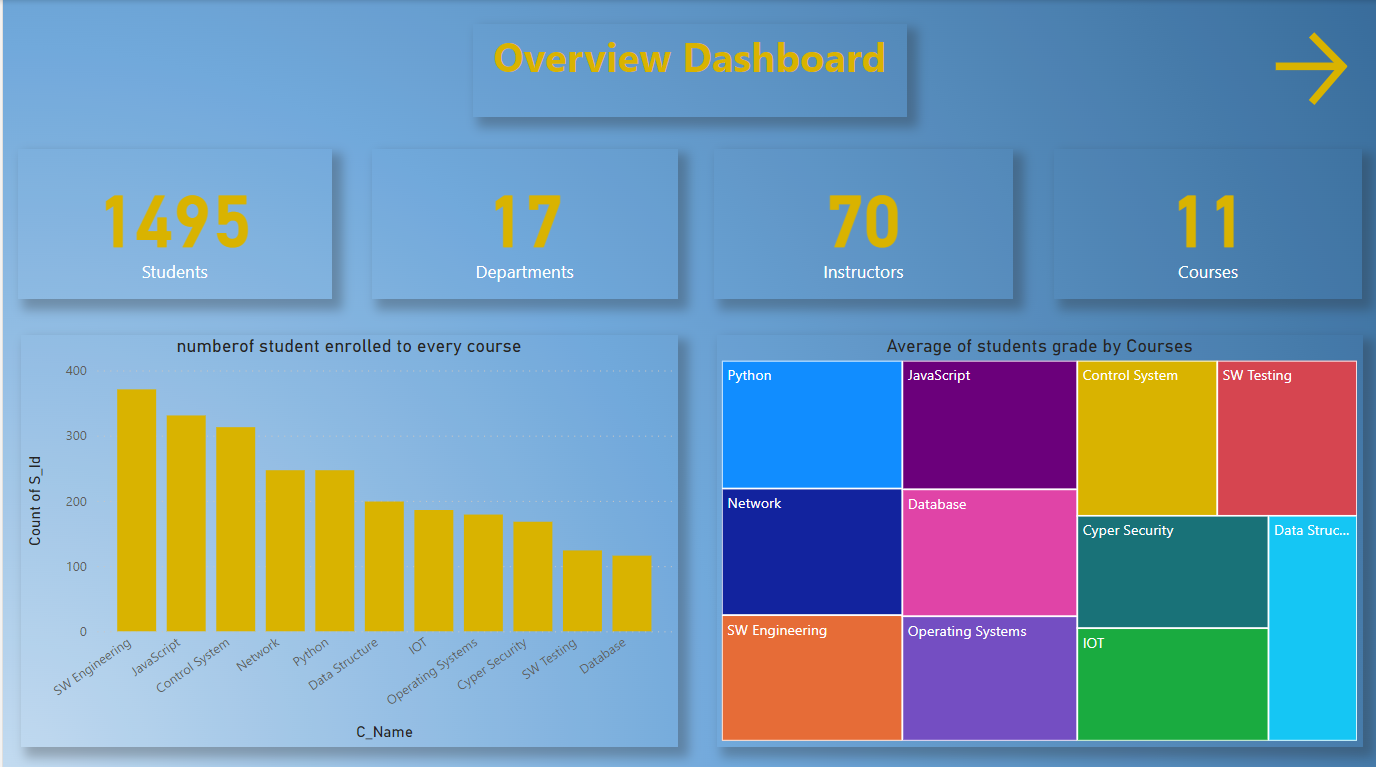 Overview Dashboard
1495
Students
17
Departments
70
Instructors
11
Courses
numberof student enrolled to every course
Count of S_Id
400
300
200
100
0
SW Engineering
JavaScript
Control System
Network
Python
Data Structure
IOT
Operating Systems
Cyper Security
SW Testing
Database
C_Name
Average of students grade by Courses
Python
JavaScript
Control System
SW Testing
Network
Database
Cyper Security
Data Struc...
SW Engineering
Operating Systems
IOT